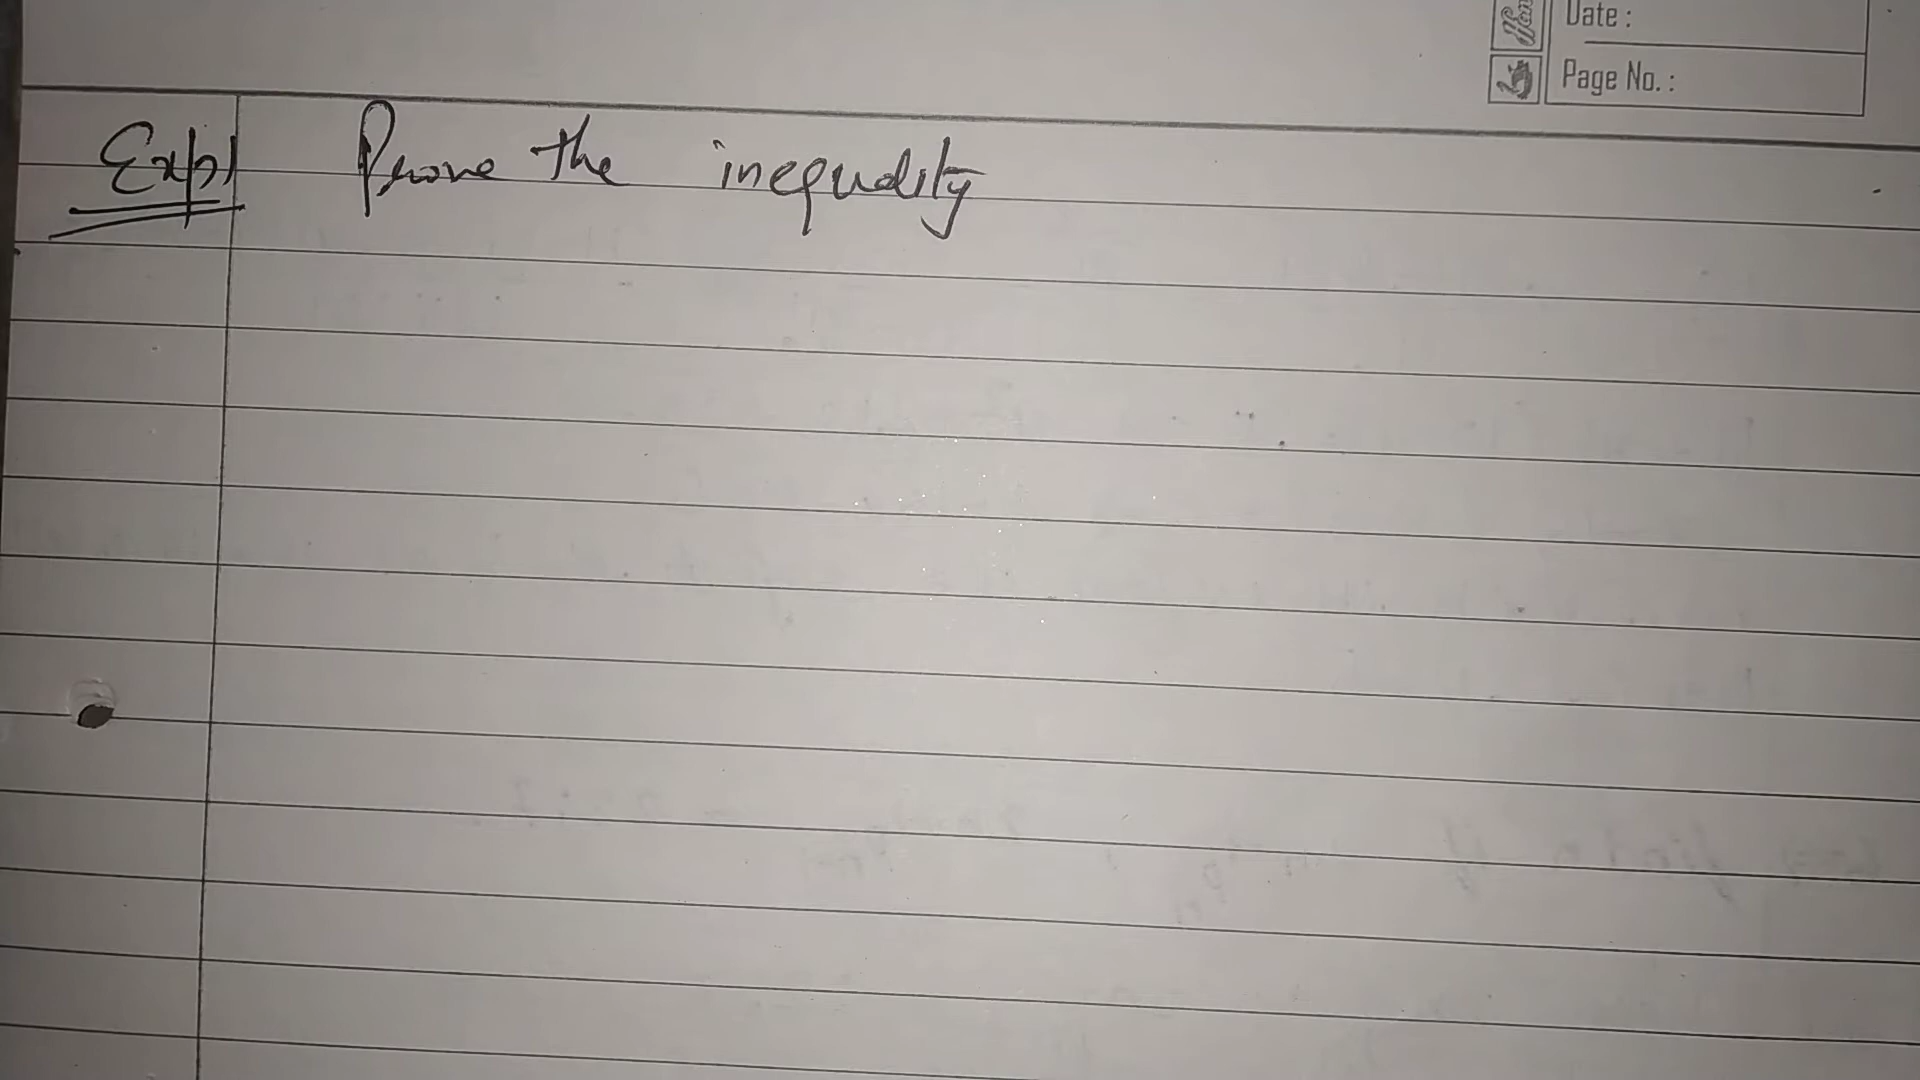 Date :
Page No. :
Exp) Prove the inequality